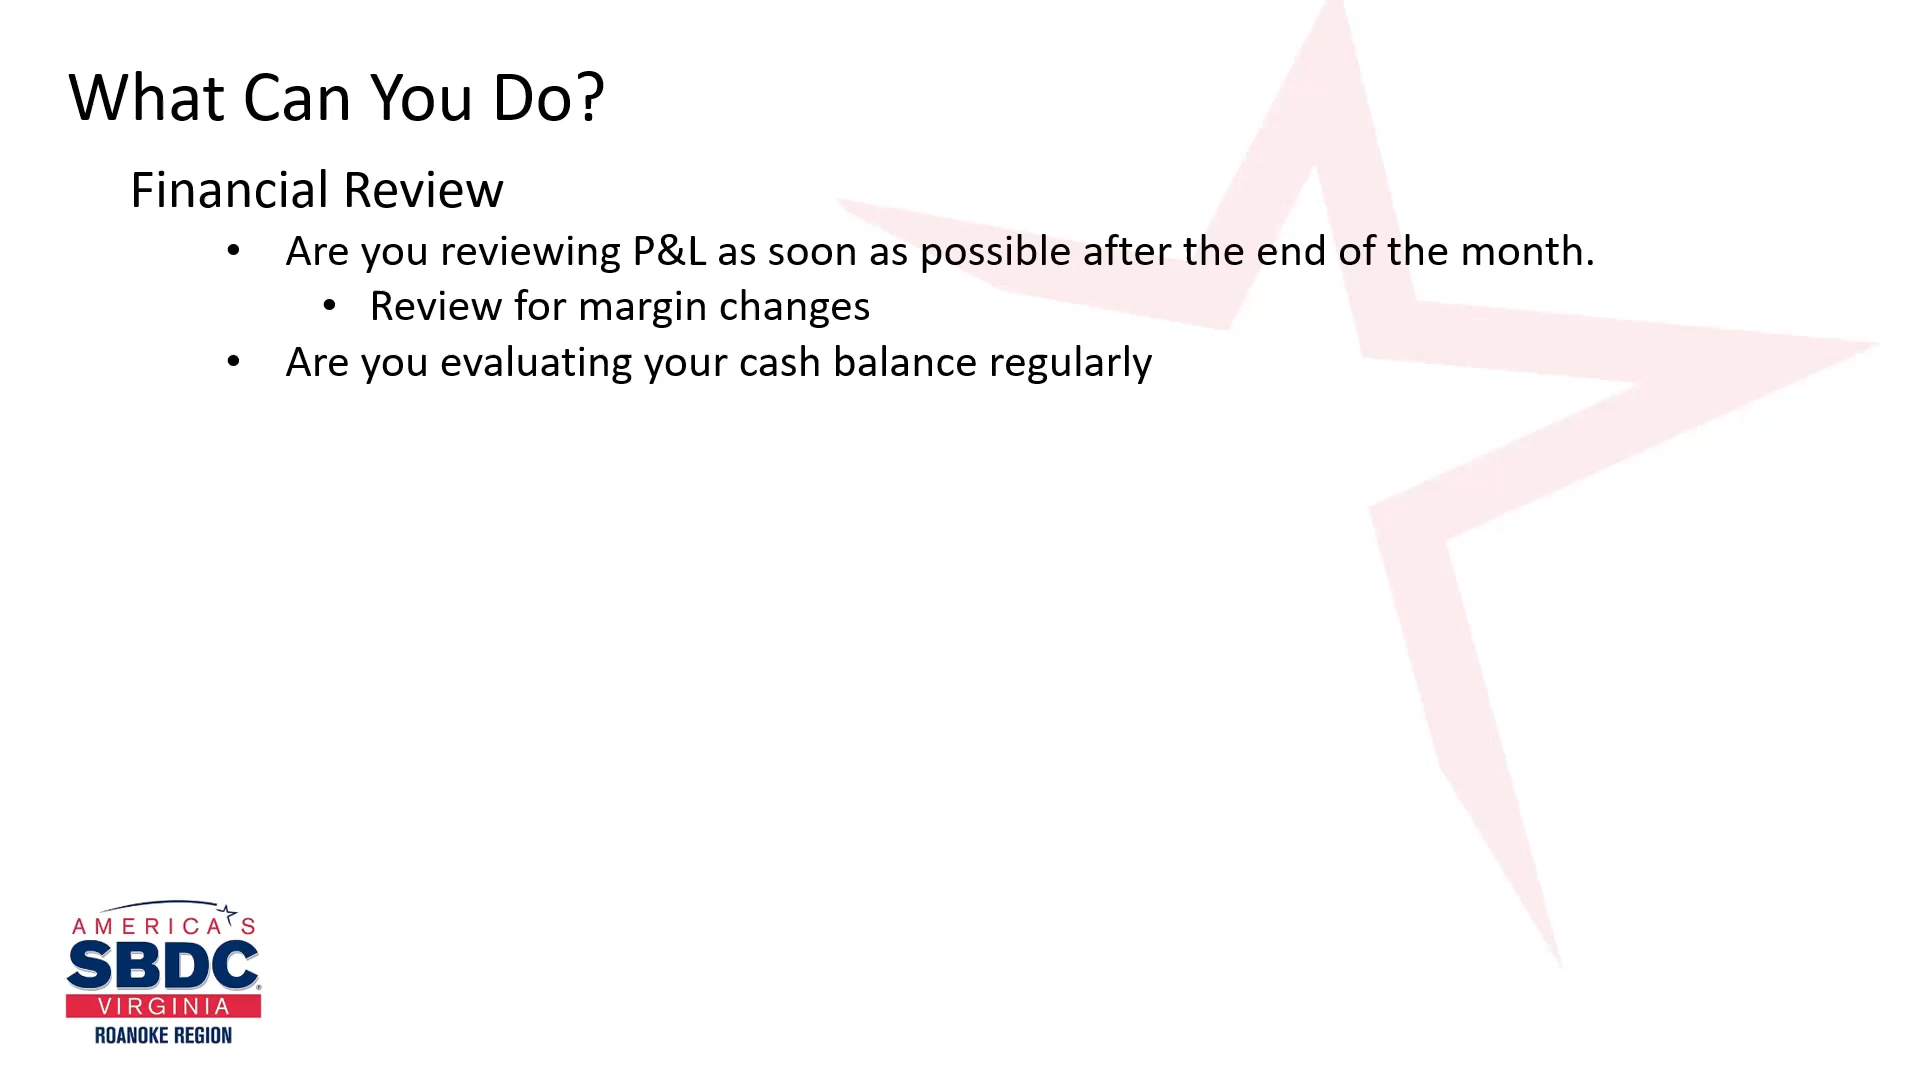 What Can You Do?
Financial Review
• Are you reviewing P&L as soon as possible after the end of the month.
• Review for margin changes
• Are you evaluating your cash balance regularly
AMERICA'S
SBDC®
VIRGINIA
ROANOKE REGION